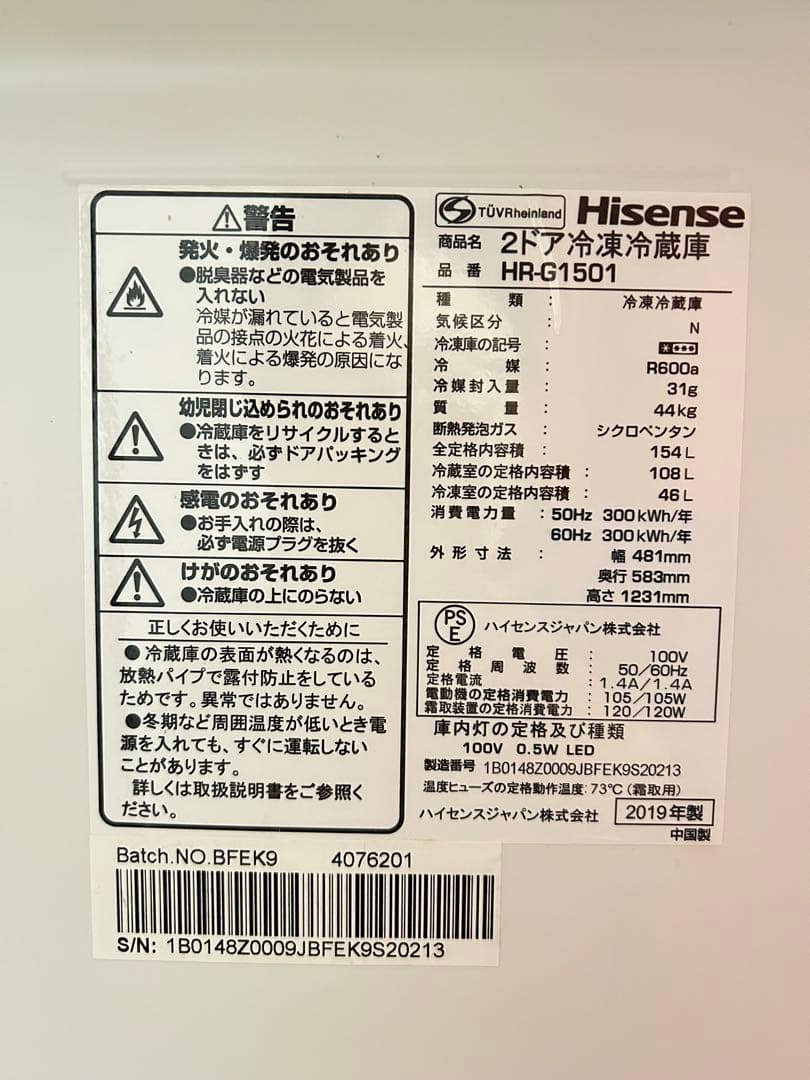 ⚠警告
発火・爆発のおそれあり
●脱臭器などの電気製品を
入れない
冷媒が漏れていると電気製
品の接点の火花による着火、
着火による爆発の原因にな
ります。
幼児閉じ込められのおそれあり
●冷蔵庫をリサイクルすると
きは、必ずドアパッキング
をはずす
感電のおそれあり
●お手入れの際は、
必ず電源プラグを抜く
けがのおそれあり
●冷蔵庫の上にのらない
正しくお使いいただくために
●冷蔵庫の表面が熱くなるのは、
放熱パイプで露付防止をしている
ためです。異常ではありません。
●冬期など周囲温度が低いとき電
源を入れても、すぐに運転しない
ことがあります。
詳しくは取扱説明書をご参照く
ださい。
TÜVRheinland Hisense
商品名 2ドア冷凍冷蔵庫
品番 HR-G1501
種類 : 冷凍冷蔵庫
気候区分 : N
冷凍庫の記号 : ****
冷媒 : R600a
冷媒封入量 : 31g
質量 : 44kg
断熱発泡ガス : シクロペンタン
全定格内容積 : 154L
冷蔵室の定格内容積 : 108L
冷凍室の定格内容積 : 46L
消費電力量 : 50Hz 300kWh/年
60Hz 300kWh/年
外形寸法 : 幅 481mm
奥行 583mm
高さ 1231mm
PSE ハイセンスジャパン株式会社
定格電圧 : 100V
定格周波数 : 50/60Hz
定格電流 : 1.4A/1.4A
電動機の定格消費電力 : 105/105W
霜取装置の定格消費電力 : 120/120W
庫内灯の定格及び種類
100V 0.5W LED
製造番号 1B0148Z0009JBFEK9S20213
温度ヒューズの定格動作温度:73℃(霜取用)
ハイセンスジャパン株式会社 2019年製
中国製
Batch.NO.BFEK9 4076201
S/N: 1B0148Z0009JBFEK9S20213